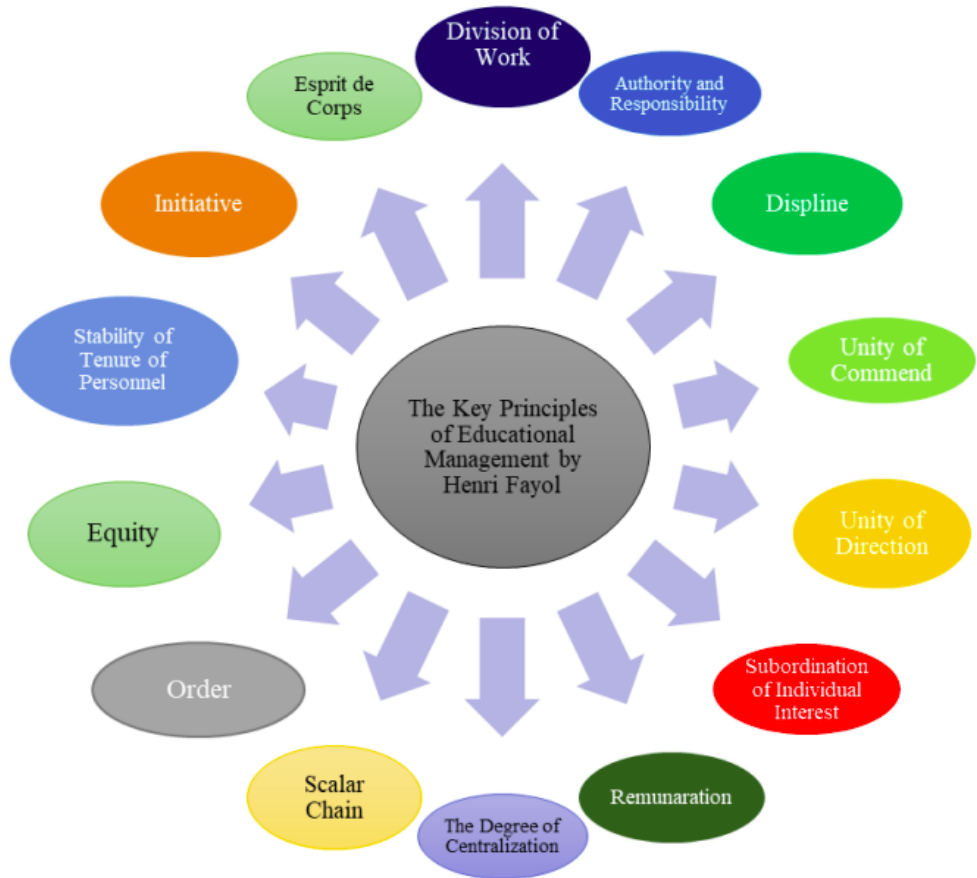 Division of
Work
Authority and
Responsibility
Displine
Unity of
Commend
Unity of
Direction
Subordination
of Individual
Interest
Remunaration
The Degree of
Centralization
Scalar
Chain
Order
Equity
Stability of
Tenure of
Personnel
Initiative
Esprit de
Corps
The Key Principles
of Educational
Management by
Henri Fayol